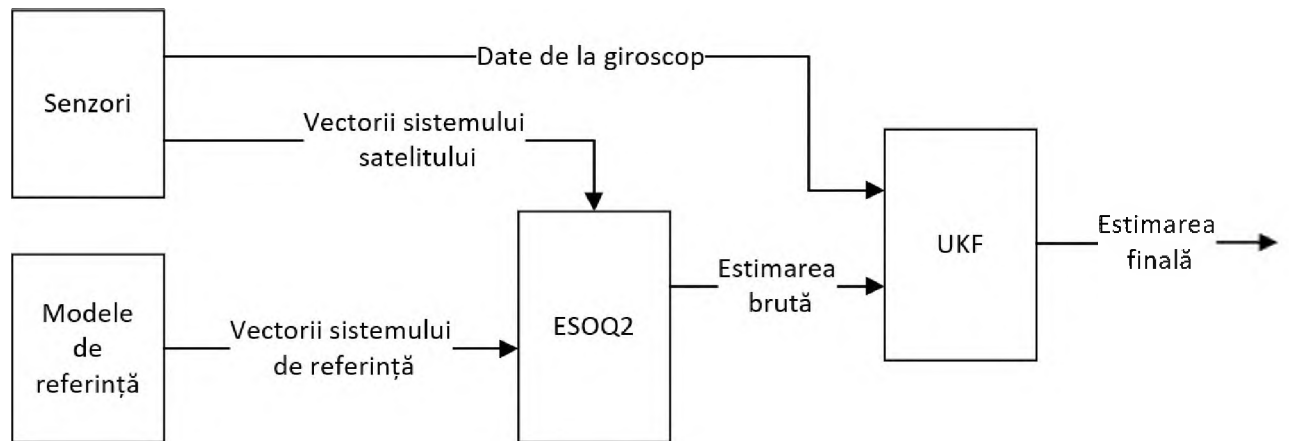 Date de la giroscop
Senzori
Vectorii sistemului
satelitului
Modele
de
referință
Vectorii sistemului
de referință
ESOQ2
Estimarea
brută
UKF
Estimarea
finală